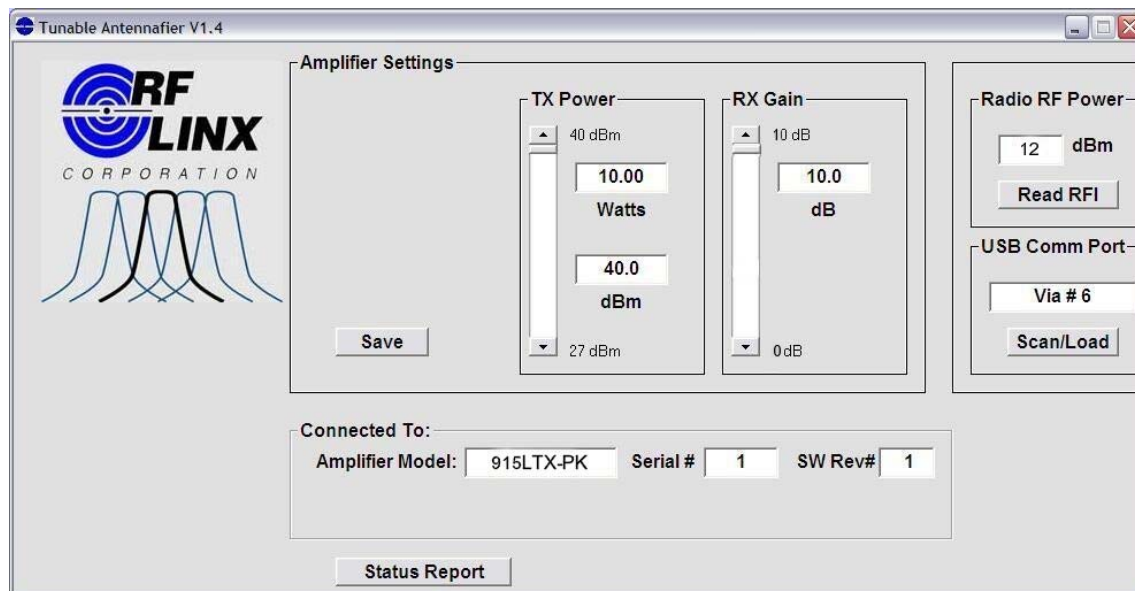 Tunable Antennafier V1.4
RF
LINX
CORPORATION
Amplifier Settings
TX Power
40 dBm
10.00
Watts
40.0
dBm
27 dBm
RX Gain
10 dB
10.0
dB
0dB
Save
Radio RF Power
12 dBm
Read RFI
USB Comm Port
Via # 6
Scan/Load
Connected To:
Amplifier Model: 915LTX-PK Serial # 1 SW Rev# 1
Status Report